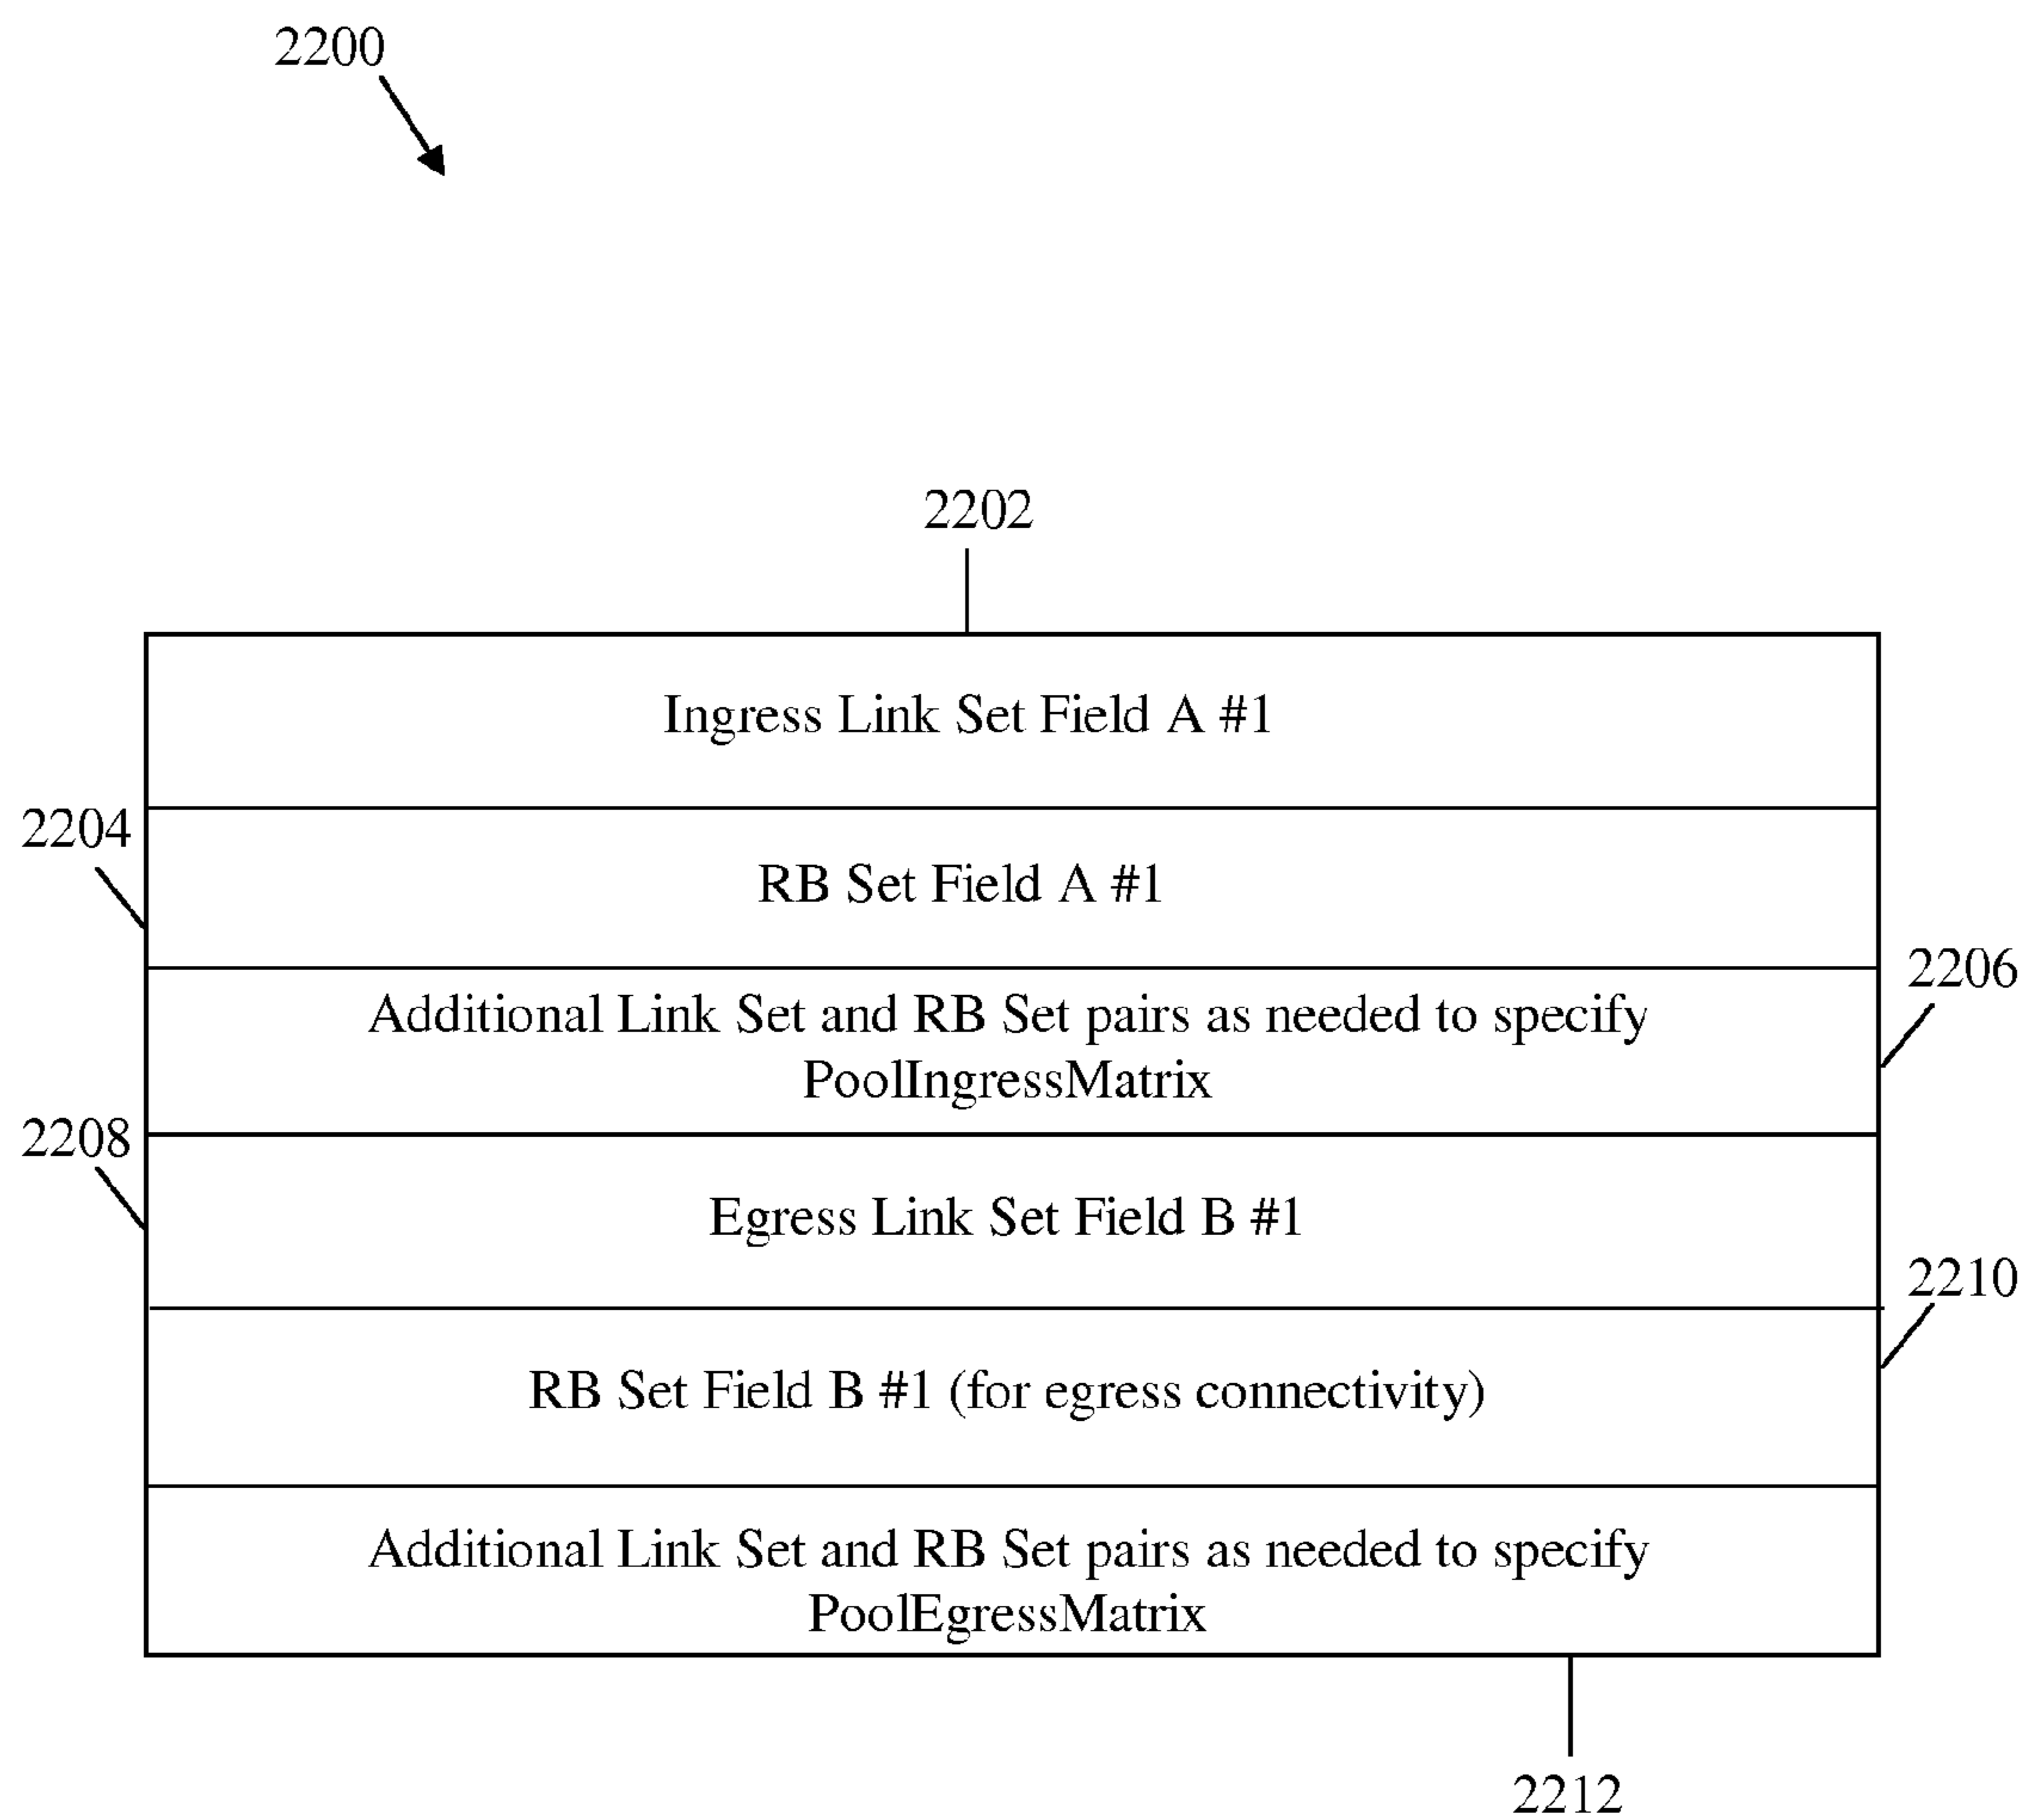 2200
2202
Ingress Link Set Field A #1
2204
RB Set Field A #1
2206
Additional Link Set and RB Set pairs as needed to specify
PoolIngressMatrix
2208
Egress Link Set Field B #1
2210
RB Set Field B #1 (for egress connectivity)
Additional Link Set and RB Set pairs as needed to specify
PoolEgressMatrix
2212